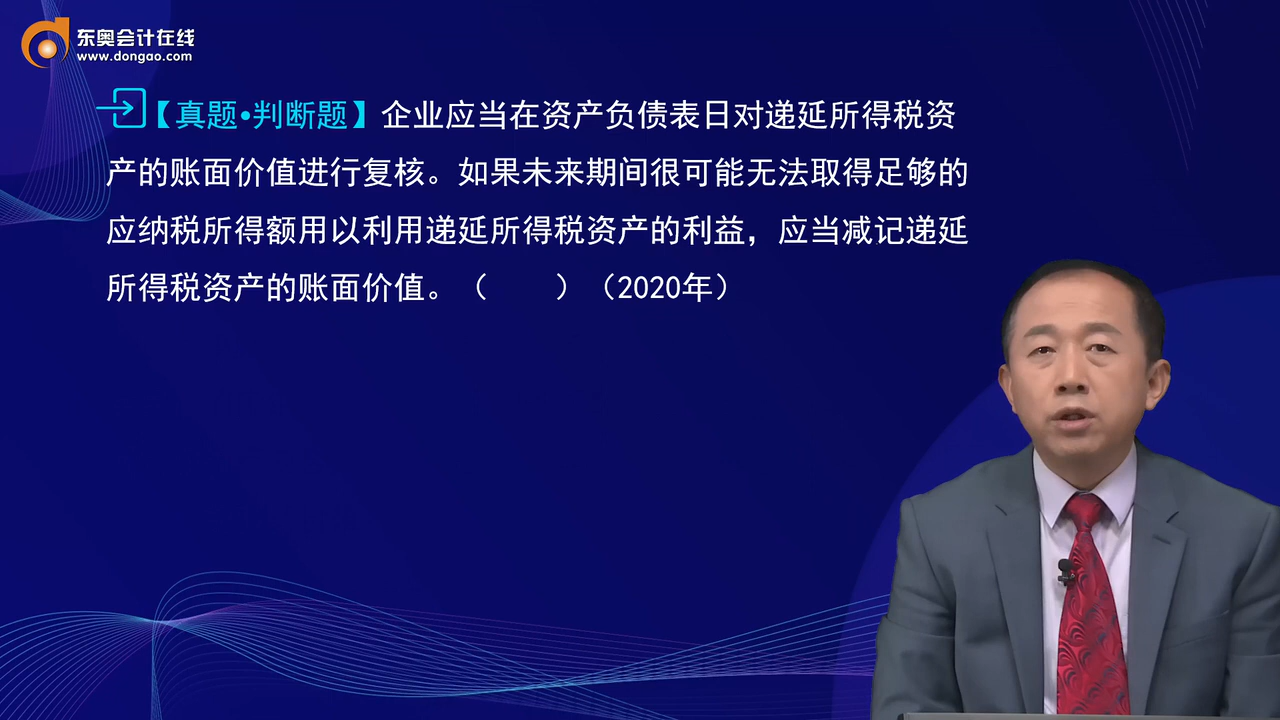 东奥会计在线
www.dongao.com
【真题•判断题】企业应当在资产负债表日对递延所得税资
产的账面价值进行复核。如果未来期间很可能无法取得足够的
应纳税所得额用以利用递延所得税资产的利益，应当减记递延
所得税资产的账面价值。（　　）（2020年）